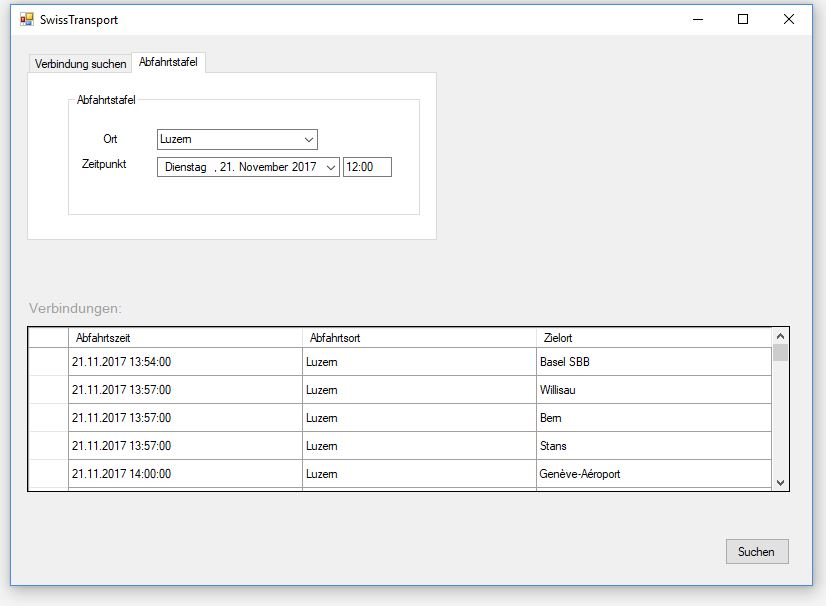 SwissTransport
Verbindung suchen Abfahrtstafel
Abfahrtstafel
Ort Luzern
Zeitpunkt Dienstag , 21. November 2017 12:00
Verbindungen:
Abfahrtszeit Abfahrtsort Zielort
21.11.2017 13:54:00 Luzern Basel SBB
21.11.2017 13:57:00 Luzern Willisau
21.11.2017 13:57:00 Luzern Bern
21.11.2017 13:57:00 Luzern Stans
21.11.2017 14:00:00 Luzern Genève-Aéroport
Suchen